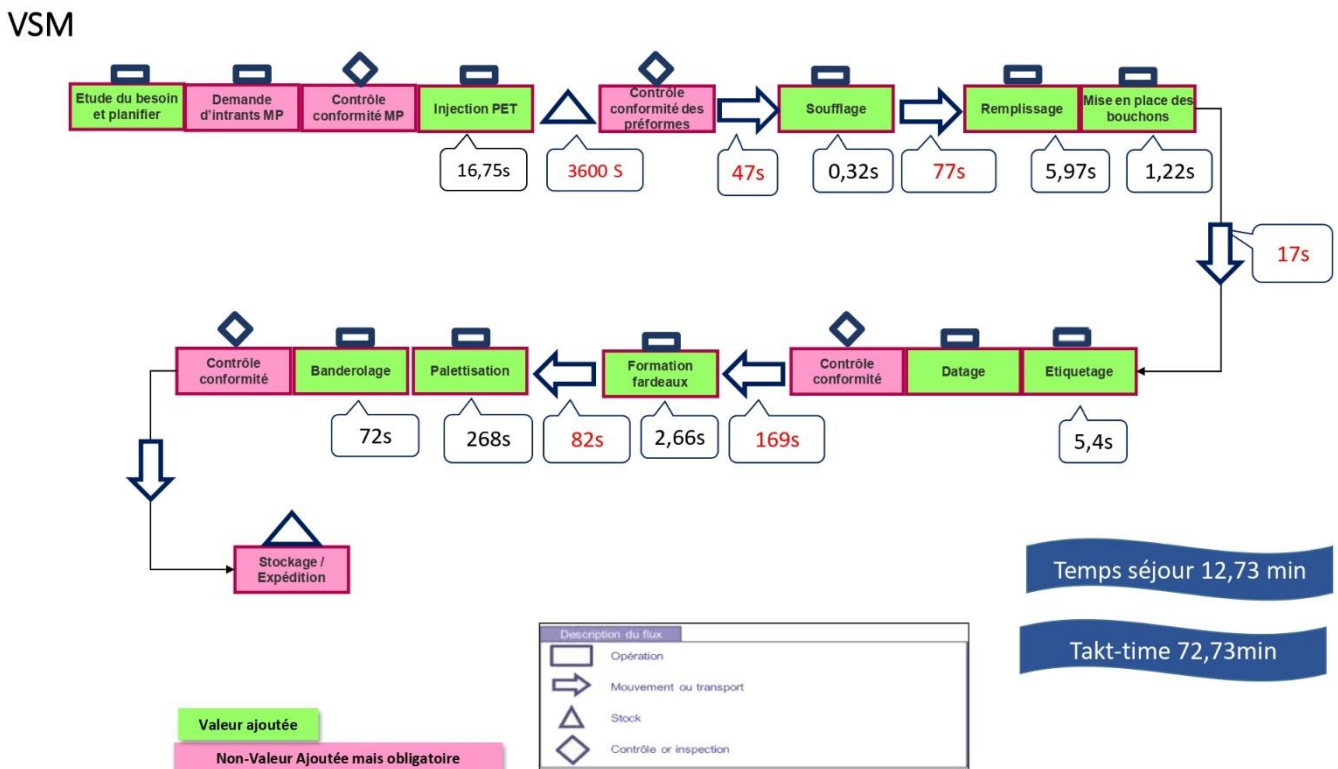 VSM
Etude du besoin
et planifier
Demande
d'intrants MP
Contrôle
conformité MP
Injection PET
Contrôle
conformité des
préformes
Soufflage
Remplissage
Mise en place des
bouchons
16,75s
3600 S
47s
0,32s
77s
5,97s
1,22s
17s
Contrôle
conformité
Banderolage
Palettisation
Formation
fardeaux
Contrôle
conformité
Datage
Etiquetage
72s
268s
82s
2,66s
169s
5,4s
Stockage /
Expédition
Temps séjour 12,73 min
Takt-time 72,73min
Description du flux
Opération
Mouvement ou transport
Stock
Contrôle or inspection
Valeur ajoutée
Non-Valeur Ajoutée mais obligatoire